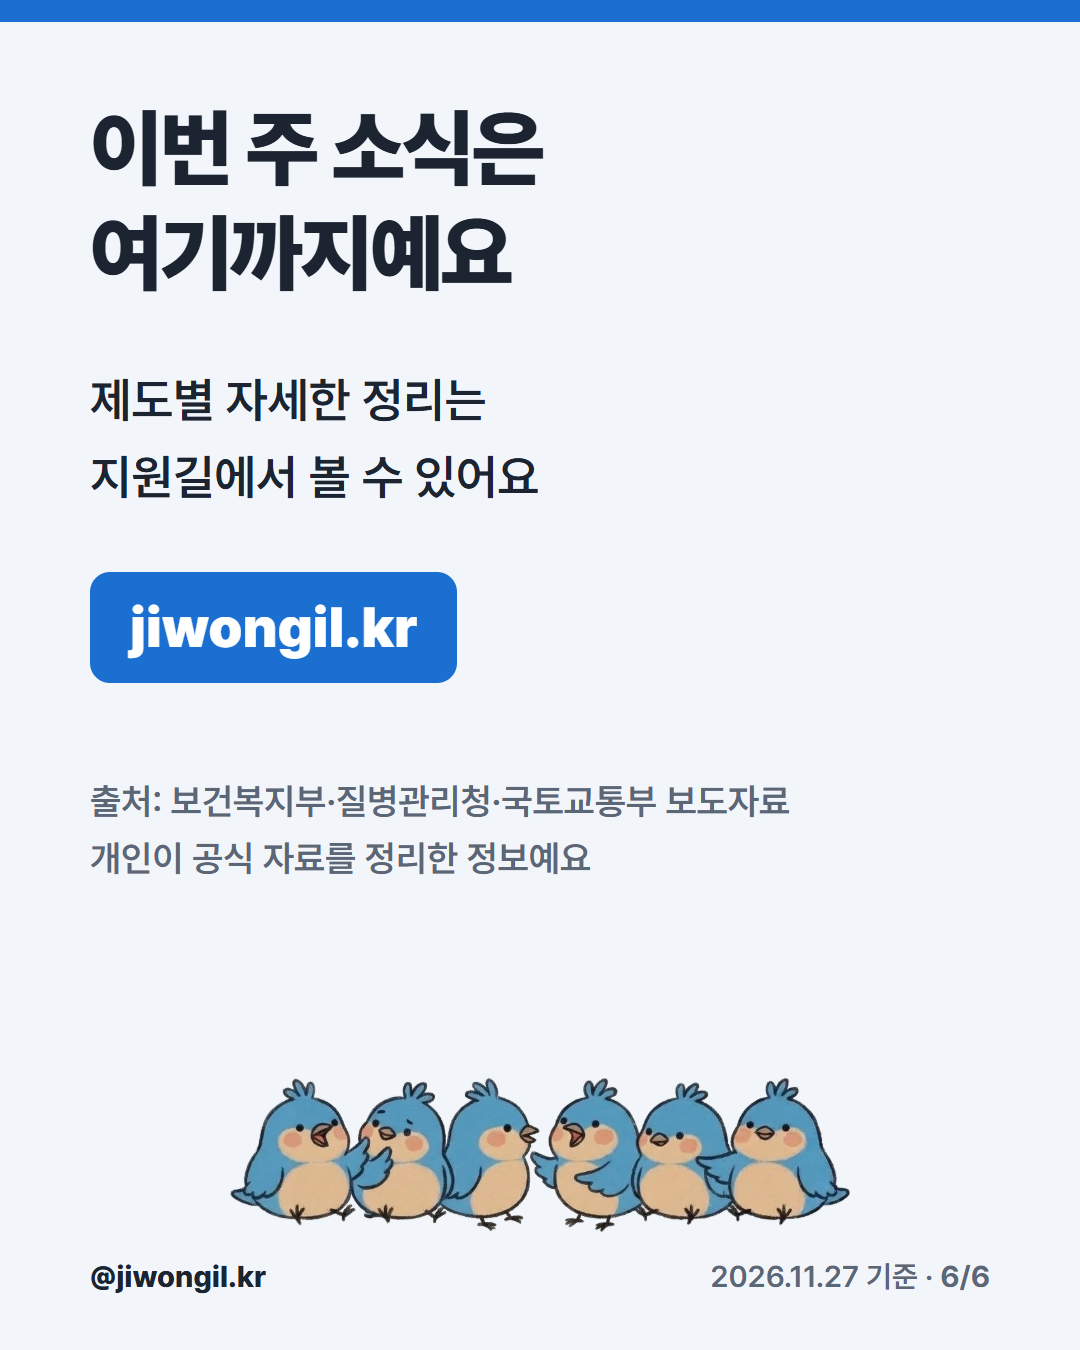 이번 주 소식은
여기까지예요
제도별 자세한 정리는
지원길에서 볼 수 있어요
jiwongil.kr
출처: 보건복지부·질병관리청·국토교통부 보도자료
개인이 공식 자료를 정리한 정보예요
@jiwongil.kr
2026.11.27 기준 · 6/6